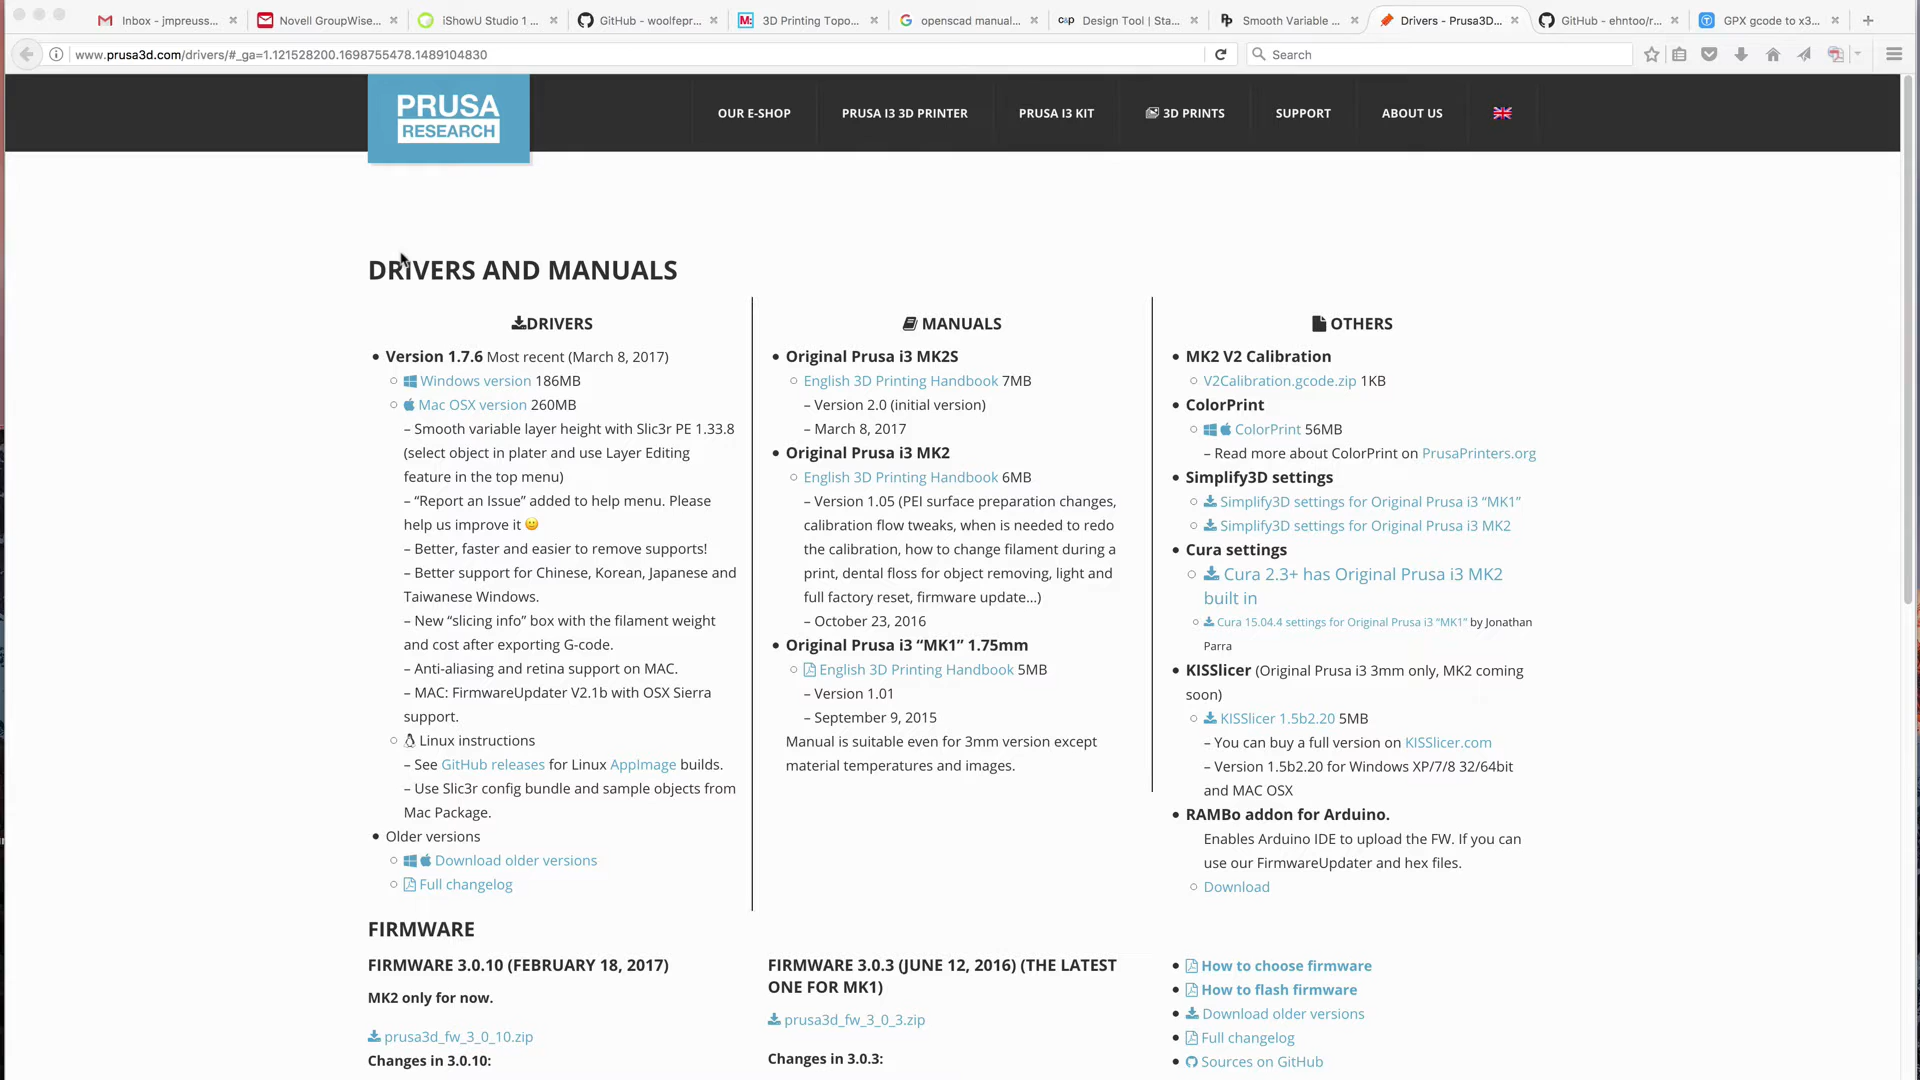 Inbox - jmpreuss...
Novell GroupWise...
iShowU Studio 1 ...
GitHub - woolfepr...
3D Printing Topo...
openscad manual...
Design Tool | Sta...
Smooth Variable ...
Drivers - Prusa3D...
GitHub - ehntoo/r...
GPX gcode to x3...
www.prusa3d.com/drivers/#_ga=1.121528200.1698755478.1489104830
Search
PRUSA
RESEARCH
OUR E-SHOP
PRUSA I3 3D PRINTER
PRUSA I3 KIT
3D PRINTS
SUPPORT
ABOUT US
DRIVERS AND MANUALS
DRIVERS
Version 1.7.6 Most recent (March 8, 2017)
Windows version 186MB
Mac OSX version 260MB
– Smooth variable layer height with Slic3r PE 1.33.8
(select object in plater and use Layer Editing
feature in the top menu)
– “Report an Issue” added to help menu. Please
help us improve it 🙂
– Better, faster and easier to remove supports!
– Better support for Chinese, Korean, Japanese and
Taiwanese Windows.
– New “slicing info” box with the filament weight
and cost after exporting G-code.
– Anti-aliasing and retina support on MAC.
– MAC: FirmwareUpdater V2.1b with OSX Sierra
support.
Linux instructions
– See GitHub releases for Linux AppImage builds.
– Use Slic3r config bundle and sample objects from
Mac Package.
Older versions
Download older versions
Full changelog
MANUALS
Original Prusa i3 MK2S
English 3D Printing Handbook 7MB
– Version 2.0 (initial version)
– March 8, 2017
Original Prusa i3 MK2
English 3D Printing Handbook 6MB
– Version 1.05 (PEI surface preparation changes,
calibration flow tweaks, when is needed to redo
the calibration, how to change filament during a
print, dental floss for object removing, light and
full factory reset, firmware update…)
– October 23, 2016
Original Prusa i3 “MK1” 1.75mm
English 3D Printing Handbook 5MB
– Version 1.01
– September 9, 2015
Manual is suitable even for 3mm version except
material temperatures and images.
OTHERS
MK2 V2 Calibration
V2Calibration.gcode.zip 1KB
ColorPrint
ColorPrint 56MB
– Read more about ColorPrint on PrusaPrinters.org
Simplify3D settings
Simplify3D settings for Original Prusa i3 “MK1”
Simplify3D settings for Original Prusa i3 MK2
Cura settings
Cura 2.3+ has Original Prusa i3 MK2
built in
Cura 15.04.4 settings for Original Prusa i3 “MK1” by Jonathan
Parra
KISSlicer (Original Prusa i3 3mm only, MK2 coming
soon)
KISSlicer 1.5b2.20 5MB
– You can buy a full version on KISSlicer.com
– Version 1.5b2.20 for Windows XP/7/8 32/64bit
and MAC OSX
RAMBo addon for Arduino.
Enables Arduino IDE to upload the FW. If you can
use our FirmwareUpdater and hex files.
Download
FIRMWARE
FIRMWARE 3.0.10 (FEBRUARY 18, 2017)
MK2 only for now.
prusa3d_fw_3_0_10.zip
Changes in 3.0.10:
FIRMWARE 3.0.3 (JUNE 12, 2016) (THE LATEST
ONE FOR MK1)
prusa3d_fw_3_0_3.zip
Changes in 3.0.3:
How to choose firmware
How to flash firmware
Download older versions
Full changelog
Sources on GitHub